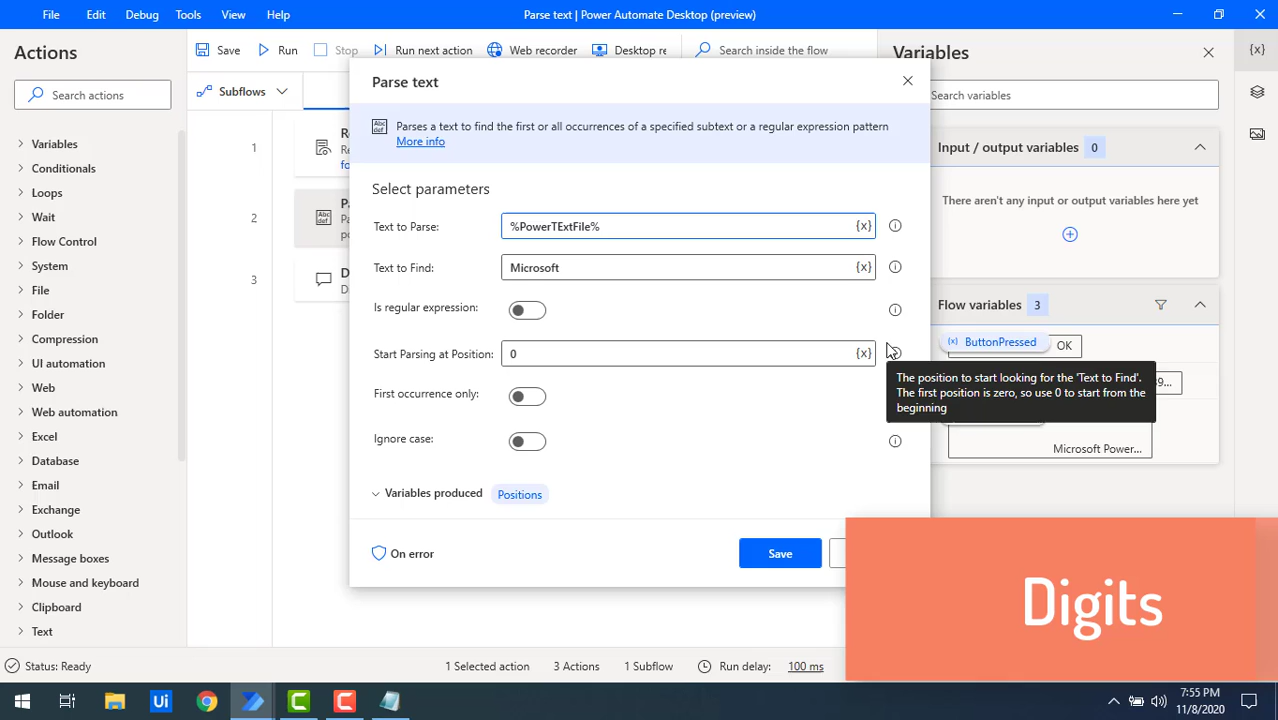 File Edit Debug Tools View Help
Parse text | Power Automate Desktop (preview)
Actions
Search actions
Variables
Conditionals
Loops
Wait
Flow Control
System
File
Folder
Compression
UI automation
Web
Web automation
Excel
Database
Email
Exchange
Outlook
Message boxes
Mouse and keyboard
Clipboard
Text
Save Run Stop Run next action Web recorder Desktop re Search inside the flow
Subflows
1
2
3
Parse text
Abc
def
Parses a text to find the first or all occurrences of a specified subtext or a regular expression pattern
More info
Select parameters
Text to Parse: %PowerTExtFile% {x}
Text to Find: Microsoft {x}
Is regular expression:
Start Parsing at Position: 0 {x}
First occurrence only:
Ignore case:
Variables produced Positions
On error
Save
The position to start looking for the 'Text to Find'.
The first position is zero, so use 0 to start from the
beginning
Variables
{x}
Search variables
Input / output variables 0
There aren't any input or output variables here yet
Flow variables 3
(x) ButtonPressed OK
9...
Microsoft Power...
Digits
Status: Ready
1 Selected action 3 Actions 1 Subflow Run delay: 100 ms
Ui
7:55 PM
11/8/2020